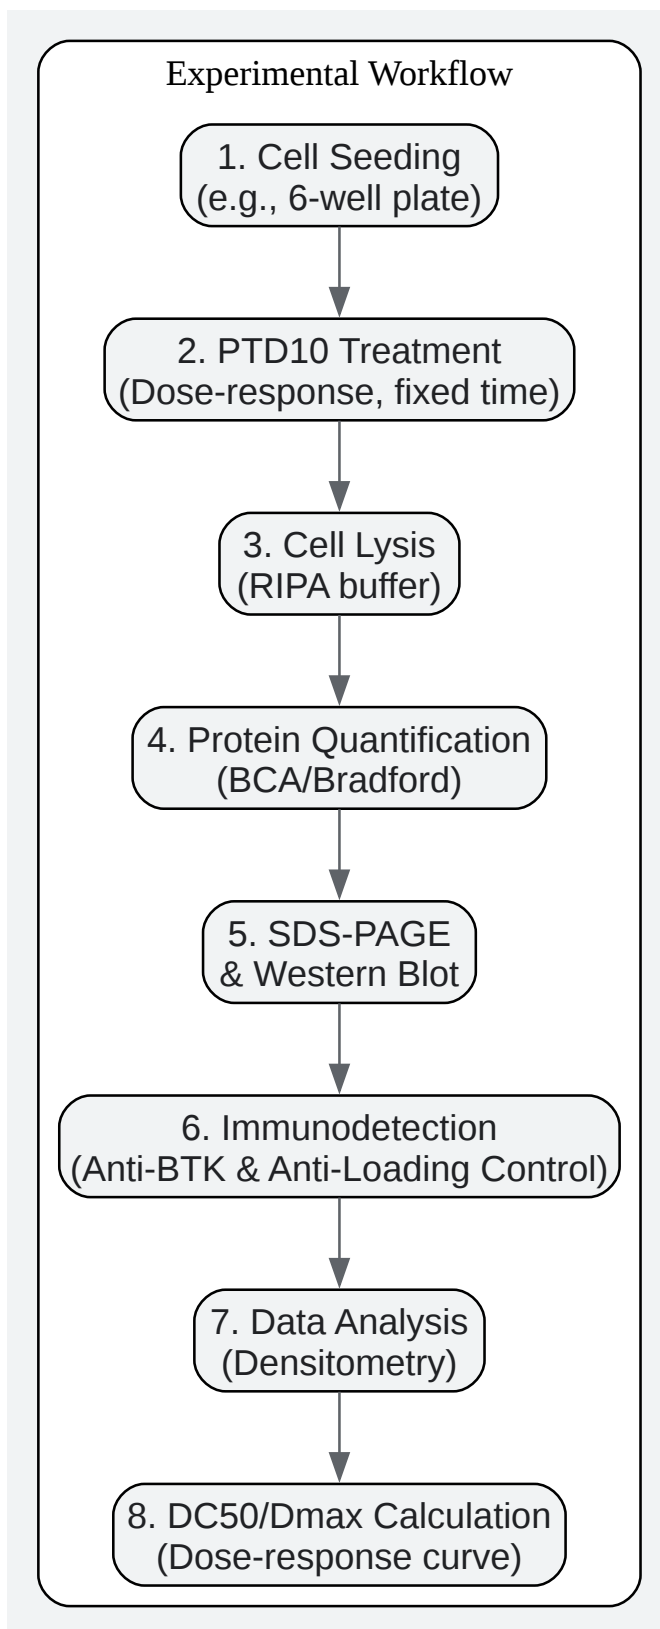 Experimental Workflow
1. Cell Seeding
(e.g., 6-well plate)
2. PTD10 Treatment
(Dose-response, fixed time)
3. Cell Lysis
(RIPA buffer)
4. Protein Quantification
(BCA/Bradford)
5. SDS-PAGE
& Western Blot
6. Immunodetection
(Anti-BTK & Anti-Loading Control)
7. Data Analysis
(Densitometry)
8. DC50/Dmax Calculation
(Dose-response curve)